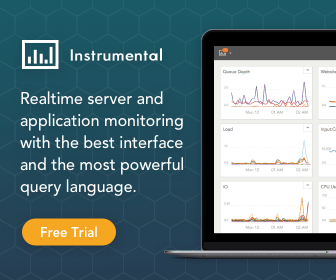 Instrumental
Realtime server and
application monitoring
with the best interface
and the most powerful
query language.
Free Trial
Queue Depth
Load
IO
CPU Us